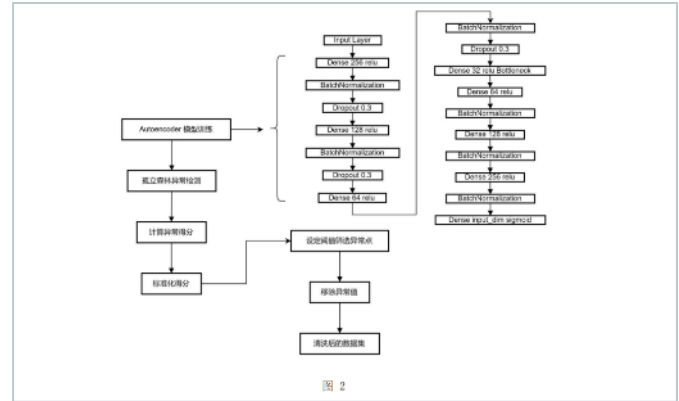 Autoencoder 模型训练
孤立森林异常检测
计算异常得分
标准化得分
Input Layer
Dense 256 relu
BatchNormalization
Dropout 0.3
Dense 128 relu
BatchNormalization
Dropout 0.3
Dense 64 relu
BatchNormalization
Dropout 0.3
Dense 32 relu Bottleneck
Dense 64 relu
BatchNormalization
Dense 128 relu
BatchNormalization
Dense 256 relu
BatchNormalization
Dense input_dim sigmoid
设定阈值筛选异常点
移除异常值
清洗后的数据集
图 2